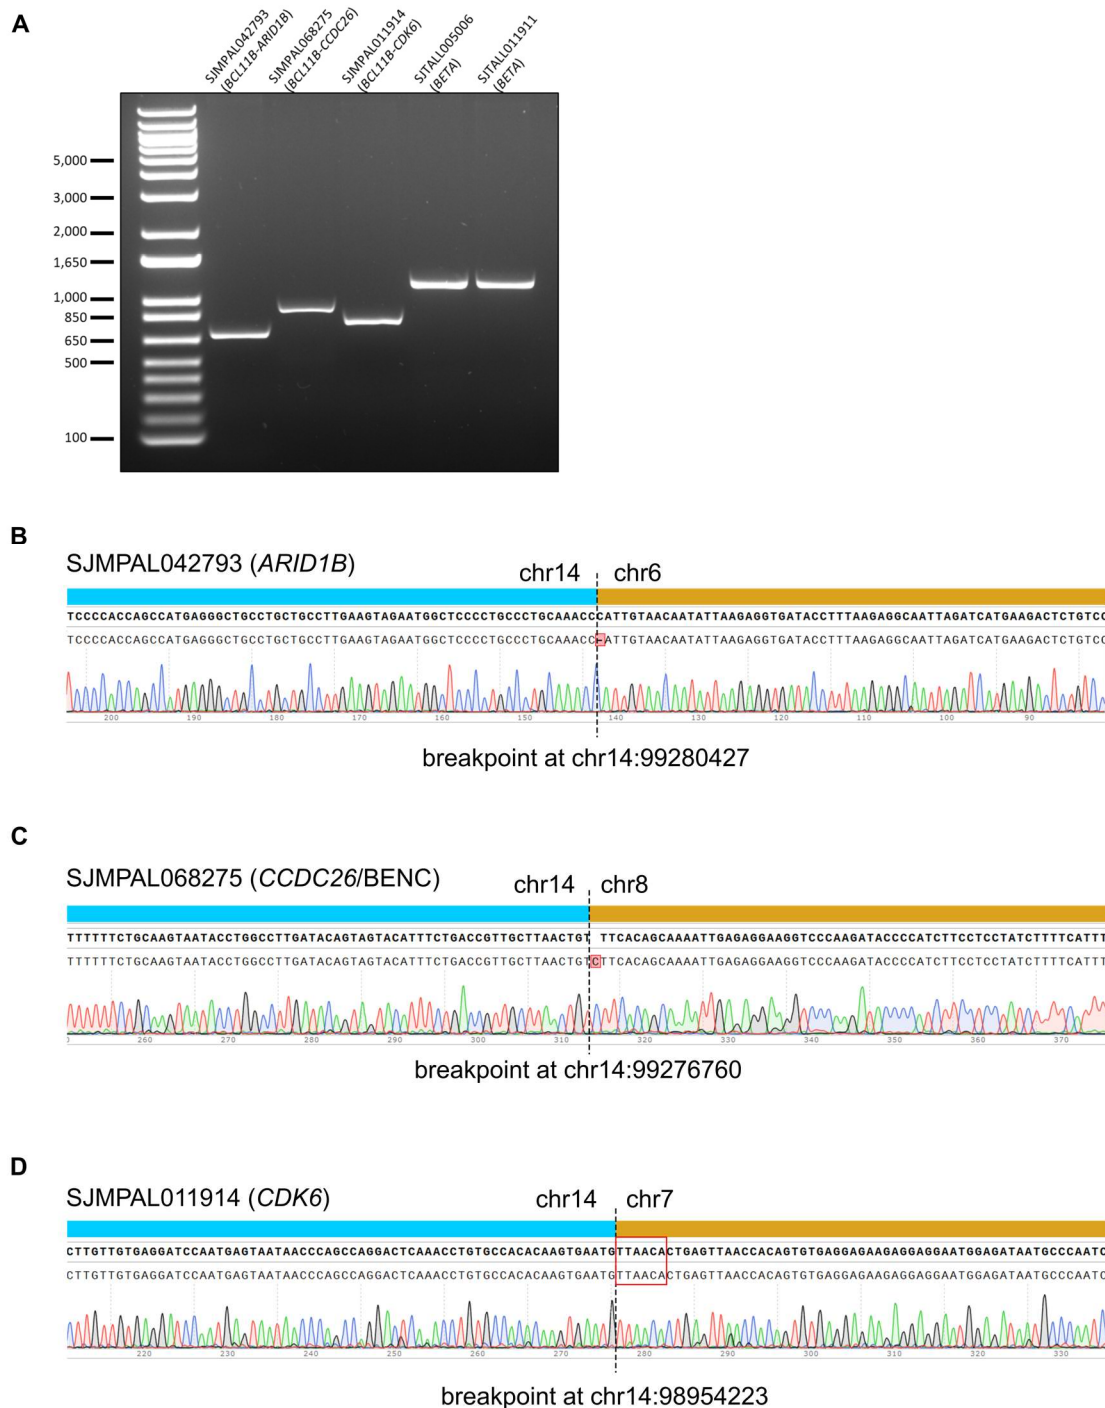 A
SJMPAL042793
(BCL11B-ARID1B)
SJMPAL068275
(BCL11B-CCDC26)
SJMPAL011914
(BCL11B-CDK6)
SJTALL005006
(BETA)
SJTALL011911
(BETA)
5,000
3,000
2,000
1,650
1,000
850
650
500
100
B
SJMPAL042793 (ARID1B)
chr14 chr6
TCCCCACCAGCCATGAGGGCTGCCTGCTGCCTTGAAGTAGAATGGCTCCCCTGCCCTGCAAACCCATTGTAACAATATTAAGAGGTGATACCTTTAAGAGGCAATTAGATCATGAAGACTCTGTCC
TCCCCACCAGCCATGAGGGCTGCCTGCTGCCTTGAAGTAGAATGGCTCCCCTGCCCTGCAAACC-ATTGTAACAATATTAAGAGGTGATACCTTTAAGAGGCAATTAGATCATGAAGACTCTGTCC
200 190 180 170 160 150 140 130 120 110 100 90
breakpoint at chr14:99280427
C
SJMPAL068275 (CCDC26/BENC)
chr14 chr8
TTTTTTCTGCAAGTAATACCTGGCCTTGATACAGTAGTACATTTCTGACCGTTGCTTAACTGT TTCACAGCAAAATTGAGAGGAAGGTCCCAAGATACCCCATCTTCCTCCTATCTTTTCATTT
TTTTTTCTGCAAGTAATACCTGGCCTTGATACAGTAGTACATTTCTGACCGTTGCTTAACTGTCTTCACAGCAAAATTGAGAGGAAGGTCCCAAGATACCCCATCTTCCTCCTATCTTTTCATTT
260 270 280 290 300 310 320 330 340 350 360 370
breakpoint at chr14:99276760
D
SJMPAL011914 (CDK6)
chr14 chr7
CTTGTTGTGAGGATCCAATGAGTAATAACCCAGCCAGGACTCAAACCTGTGCCACACAAGTGAATGTTAACACTGAGTTAACCACAGTGTGAGGAGAAGAGGAGGAATGGAGATAATGCCCAATC
CTTGTTGTGAGGATCCAATGAGTAATAACCCAGCCAGGACTCAAACCTGTGCCACACAAGTGAATGTTAACACTGAGTTAACCACAGTGTGAGGAGAAGAGGAGGAATGGAGATAATGCCCAATC
220 230 240 250 260 270 280 290 300 310 320 330
breakpoint at chr14:98954223